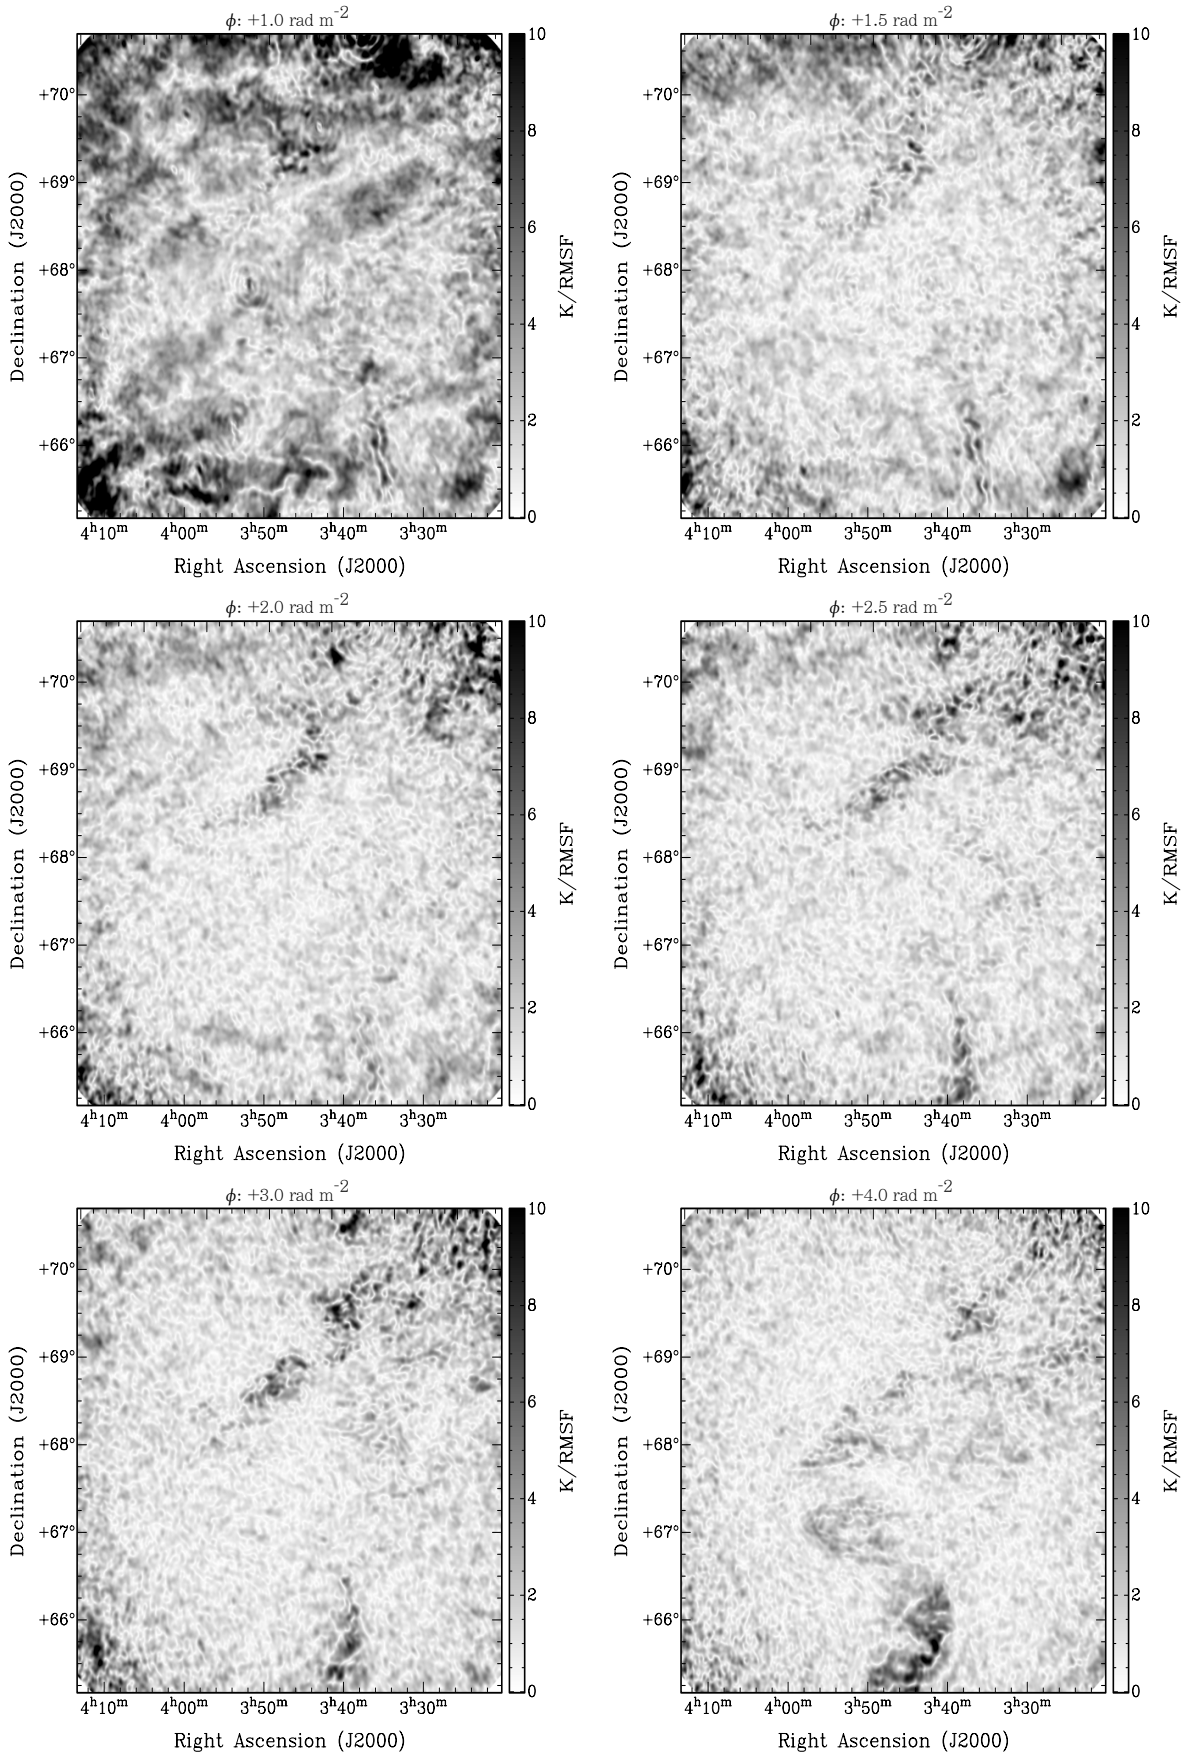 ϕ: +1.0 rad m-2
10
8
6
4
2
0
K/RMSF
+70°
+69°
+68°
+67°
+66°
Declination (J2000)
4h10m 4h00m 3h50m 3h40m 3h30m
Right Ascension (J2000)
ϕ: +1.5 rad m-2
10
8
6
4
2
0
K/RMSF
+70°
+69°
+68°
+67°
+66°
Declination (J2000)
4h10m 4h00m 3h50m 3h40m 3h30m
Right Ascension (J2000)
ϕ: +2.0 rad m-2
10
8
6
4
2
0
K/RMSF
+70°
+69°
+68°
+67°
+66°
Declination (J2000)
4h10m 4h00m 3h50m 3h40m 3h30m
Right Ascension (J2000)
ϕ: +2.5 rad m-2
10
8
6
4
2
0
K/RMSF
+70°
+69°
+68°
+67°
+66°
Declination (J2000)
4h10m 4h00m 3h50m 3h40m 3h30m
Right Ascension (J2000)
ϕ: +3.0 rad m-2
10
8
6
4
2
0
K/RMSF
+70°
+69°
+68°
+67°
+66°
Declination (J2000)
4h10m 4h00m 3h50m 3h40m 3h30m
Right Ascension (J2000)
ϕ: +4.0 rad m-2
10
8
6
4
2
0
K/RMSF
+70°
+69°
+68°
+67°
+66°
Declination (J2000)
4h10m 4h00m 3h50m 3h40m 3h30m
Right Ascension (J2000)